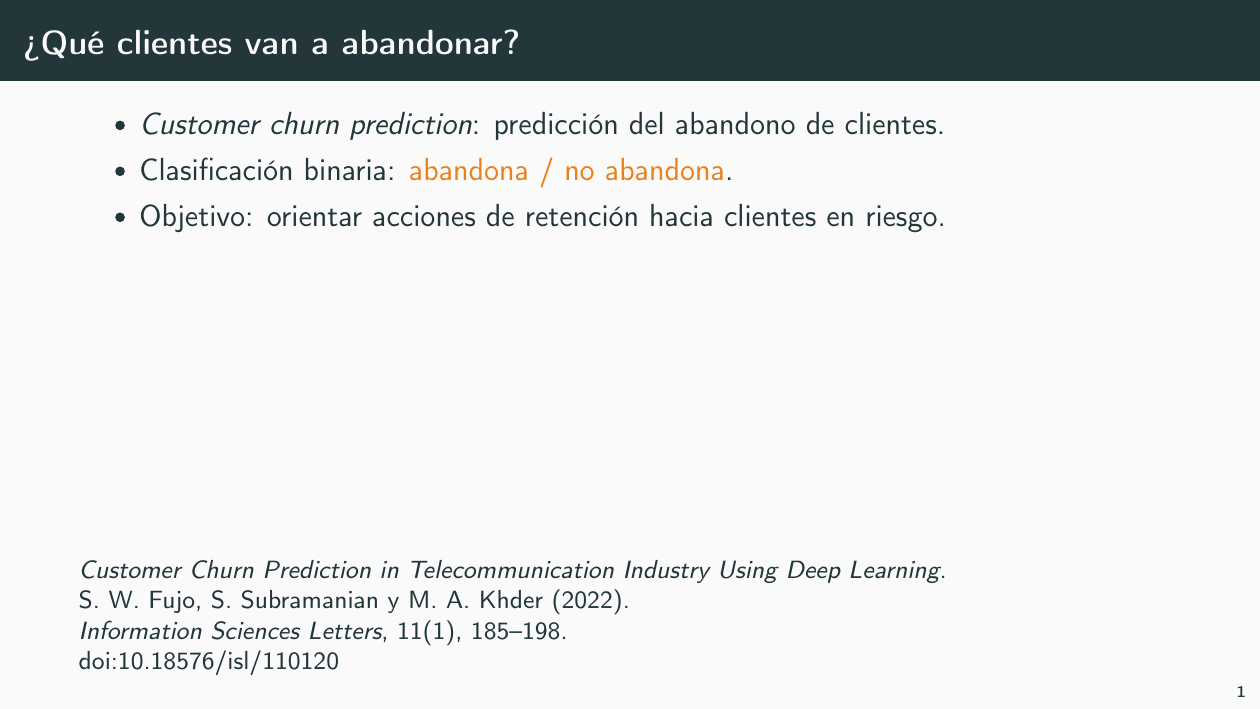 ¿Qué clientes van a abandonar?
• Customer churn prediction: predicción del abandono de clientes.
• Clasificación binaria: abandona / no abandona.
• Objetivo: orientar acciones de retención hacia clientes en riesgo.
Customer Churn Prediction in Telecommunication Industry Using Deep Learning.
S. W. Fujo, S. Subramanian y M. A. Khder (2022).
Information Sciences Letters, 11(1), 185–198.
doi:10.18576/isl/110120
1